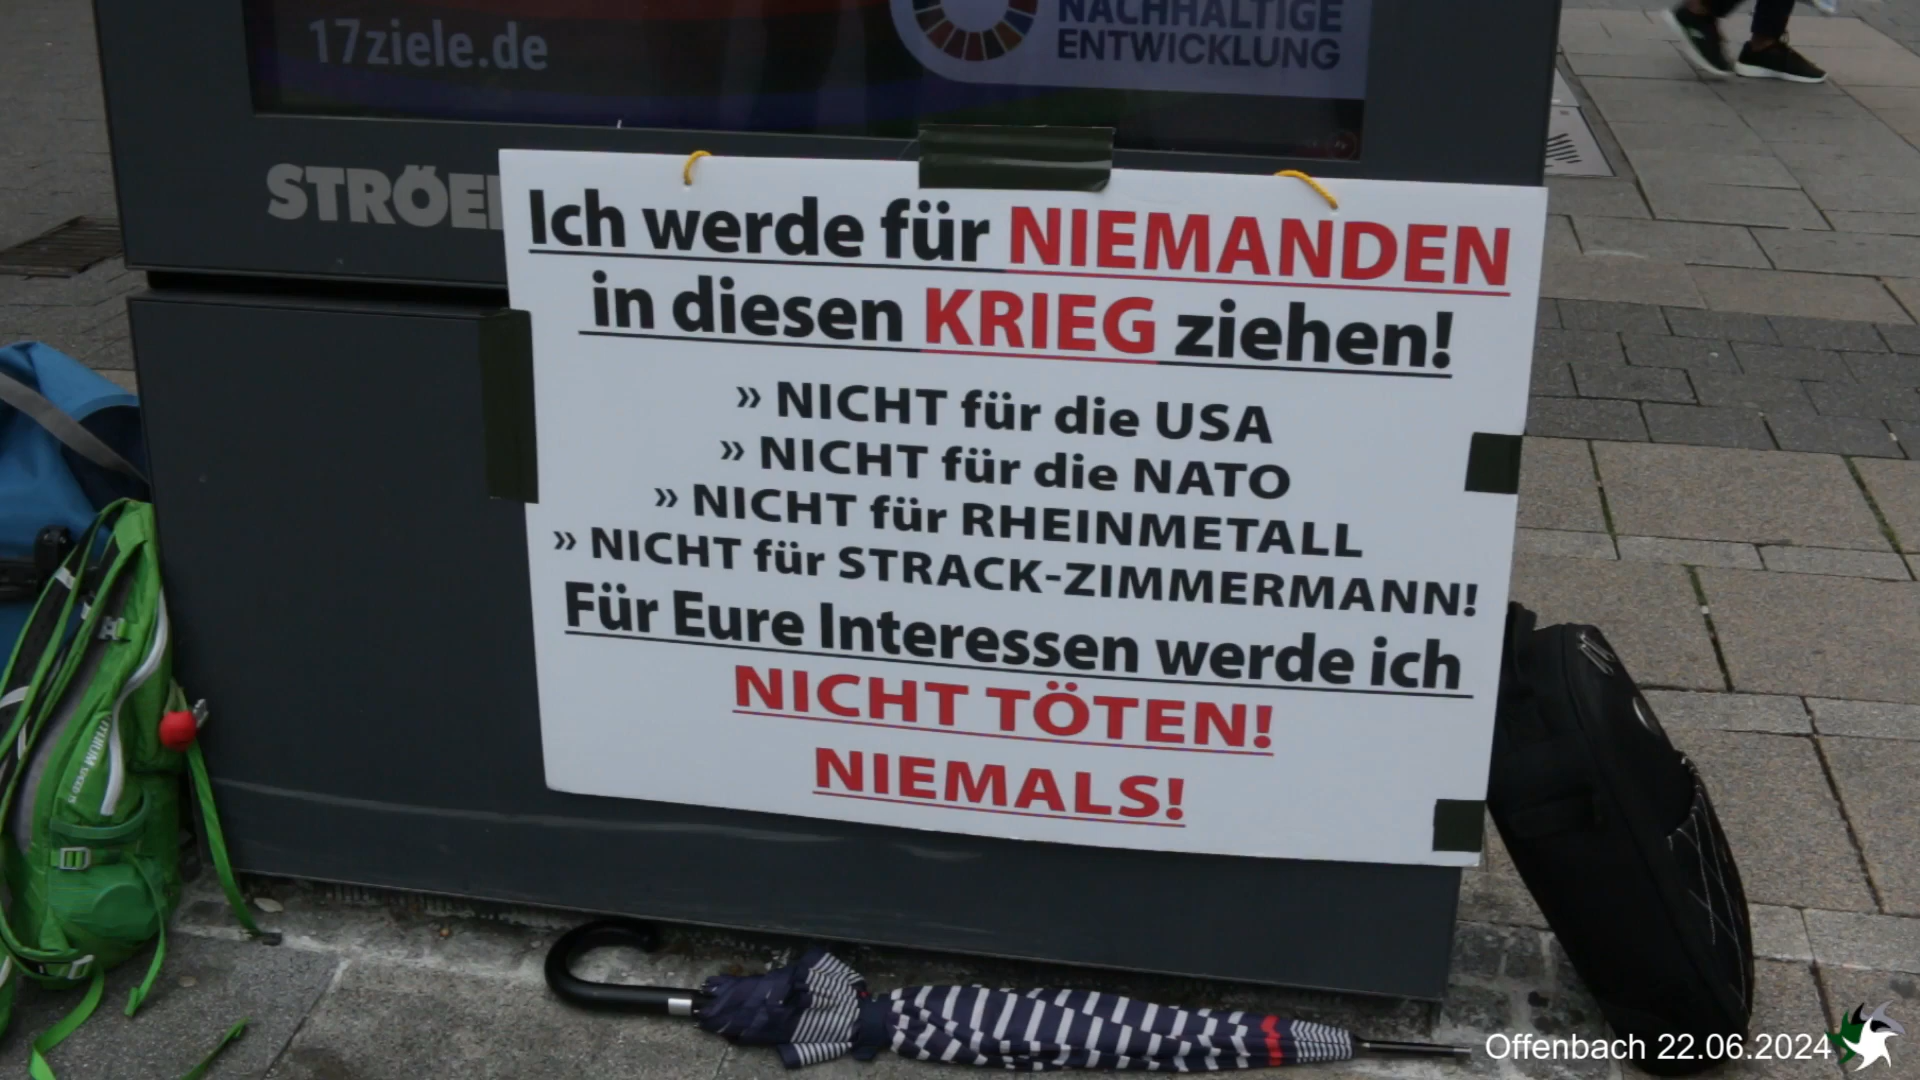 17ziele.de
NACHHALTIGE
ENTWICKLUNG
STRÖE
Ich werde für NIEMANDEN
in diesen KRIEG ziehen!
» NICHT für die USA
» NICHT für die NATO
» NICHT für RHEINMETALL
» NICHT für STRACK-ZIMMERMANN!
Für Eure Interessen werde ich
NICHT TÖTEN!
NIEMALS!
Offenbach 22.06.2024